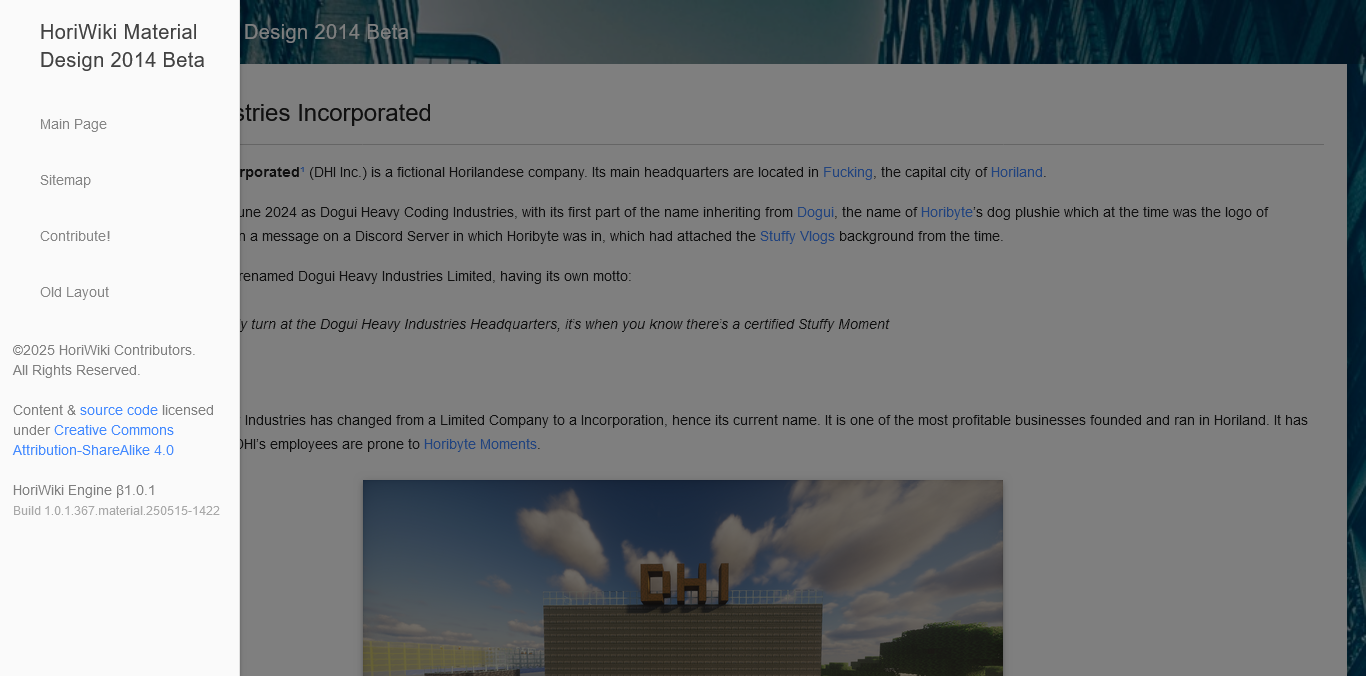 HoriWiki Material
Design 2014 Beta
Main Page
Sitemap
Contribute!
Old Layout
©2025 HoriWiki Contributors.
All Rights Reserved.
Content & source code licensed
under Creative Commons
Attribution-ShareAlike 4.0
HoriWiki Engine β1.0.1
Build 1.0.1.367.material.250515-1422
Design 2014 Beta
stries Incorporated
rporated¹ (DHI Inc.) is a fictional Horilandese company. Its main headquarters are located in Fucking, the capital city of Horiland.
une 2024 as Dogui Heavy Coding Industries, with its first part of the name inheriting from Dogui, the name of Horibyte's dog plushie which at the time was the logo of
n a message on a Discord Server in which Horibyte was in, which had attached the Stuffy Vlogs background from the time.
renamed Dogui Heavy Industries Limited, having its own motto:
y turn at the Dogui Heavy Industries Headquarters, it's when you know there's a certified Stuffy Moment
Industries has changed from a Limited Company to a Incorporation, hence its current name. It is one of the most profitable businesses founded and ran in Horiland. It has
DHI's employees are prone to Horibyte Moments.
DHI